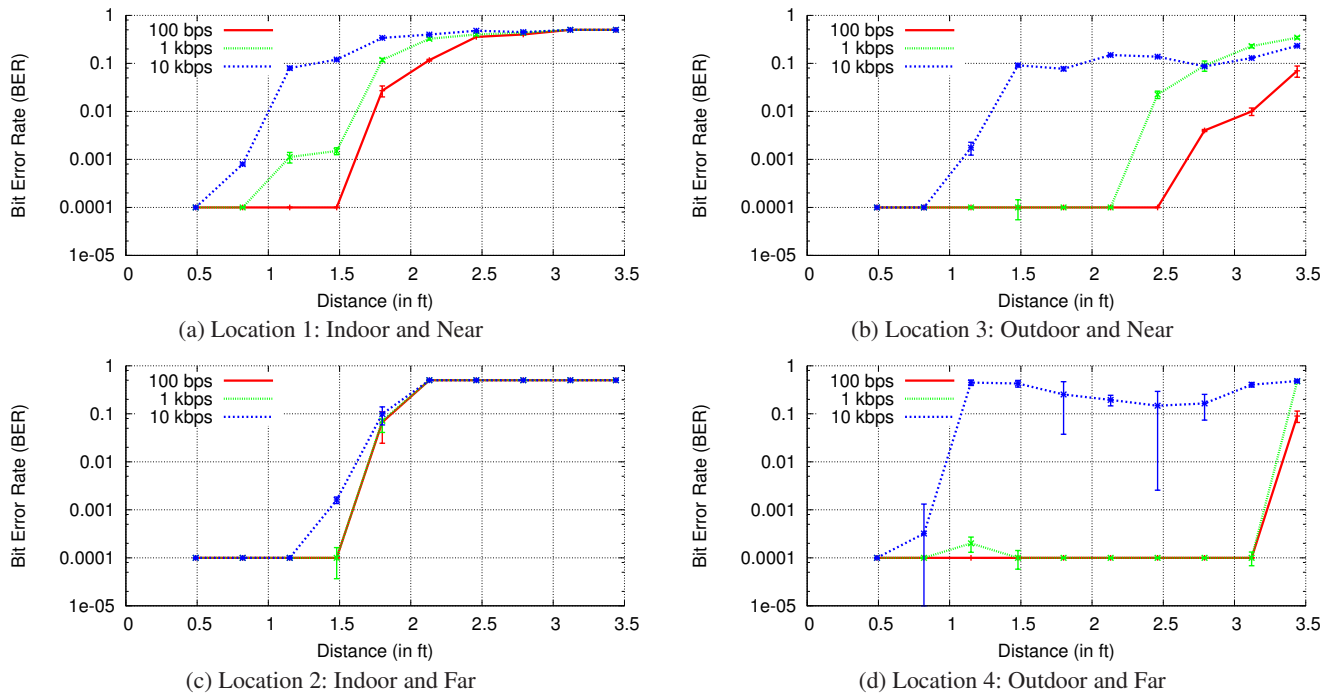 Bit Error Rate (BER)
1
0.1
0.01
0.001
0.0001
1e-05
100 bps
1 kbps
10 kbps
0 0.5 1 1.5 2 2.5 3 3.5
Distance (in ft)
(a) Location 1: Indoor and Near
Bit Error Rate (BER)
1
0.1
0.01
0.001
0.0001
1e-05
100 bps
1 kbps
10 kbps
0 0.5 1 1.5 2 2.5 3 3.5
Distance (in ft)
(b) Location 3: Outdoor and Near
Bit Error Rate (BER)
1
0.1
0.01
0.001
0.0001
1e-05
100 bps
1 kbps
10 kbps
0 0.5 1 1.5 2 2.5 3 3.5
Distance (in ft)
(c) Location 2: Indoor and Far
Bit Error Rate (BER)
1
0.1
0.01
0.001
0.0001
1e-05
100 bps
1 kbps
10 kbps
0 0.5 1 1.5 2 2.5 3 3.5
Distance (in ft)
(d) Location 4: Outdoor and Far